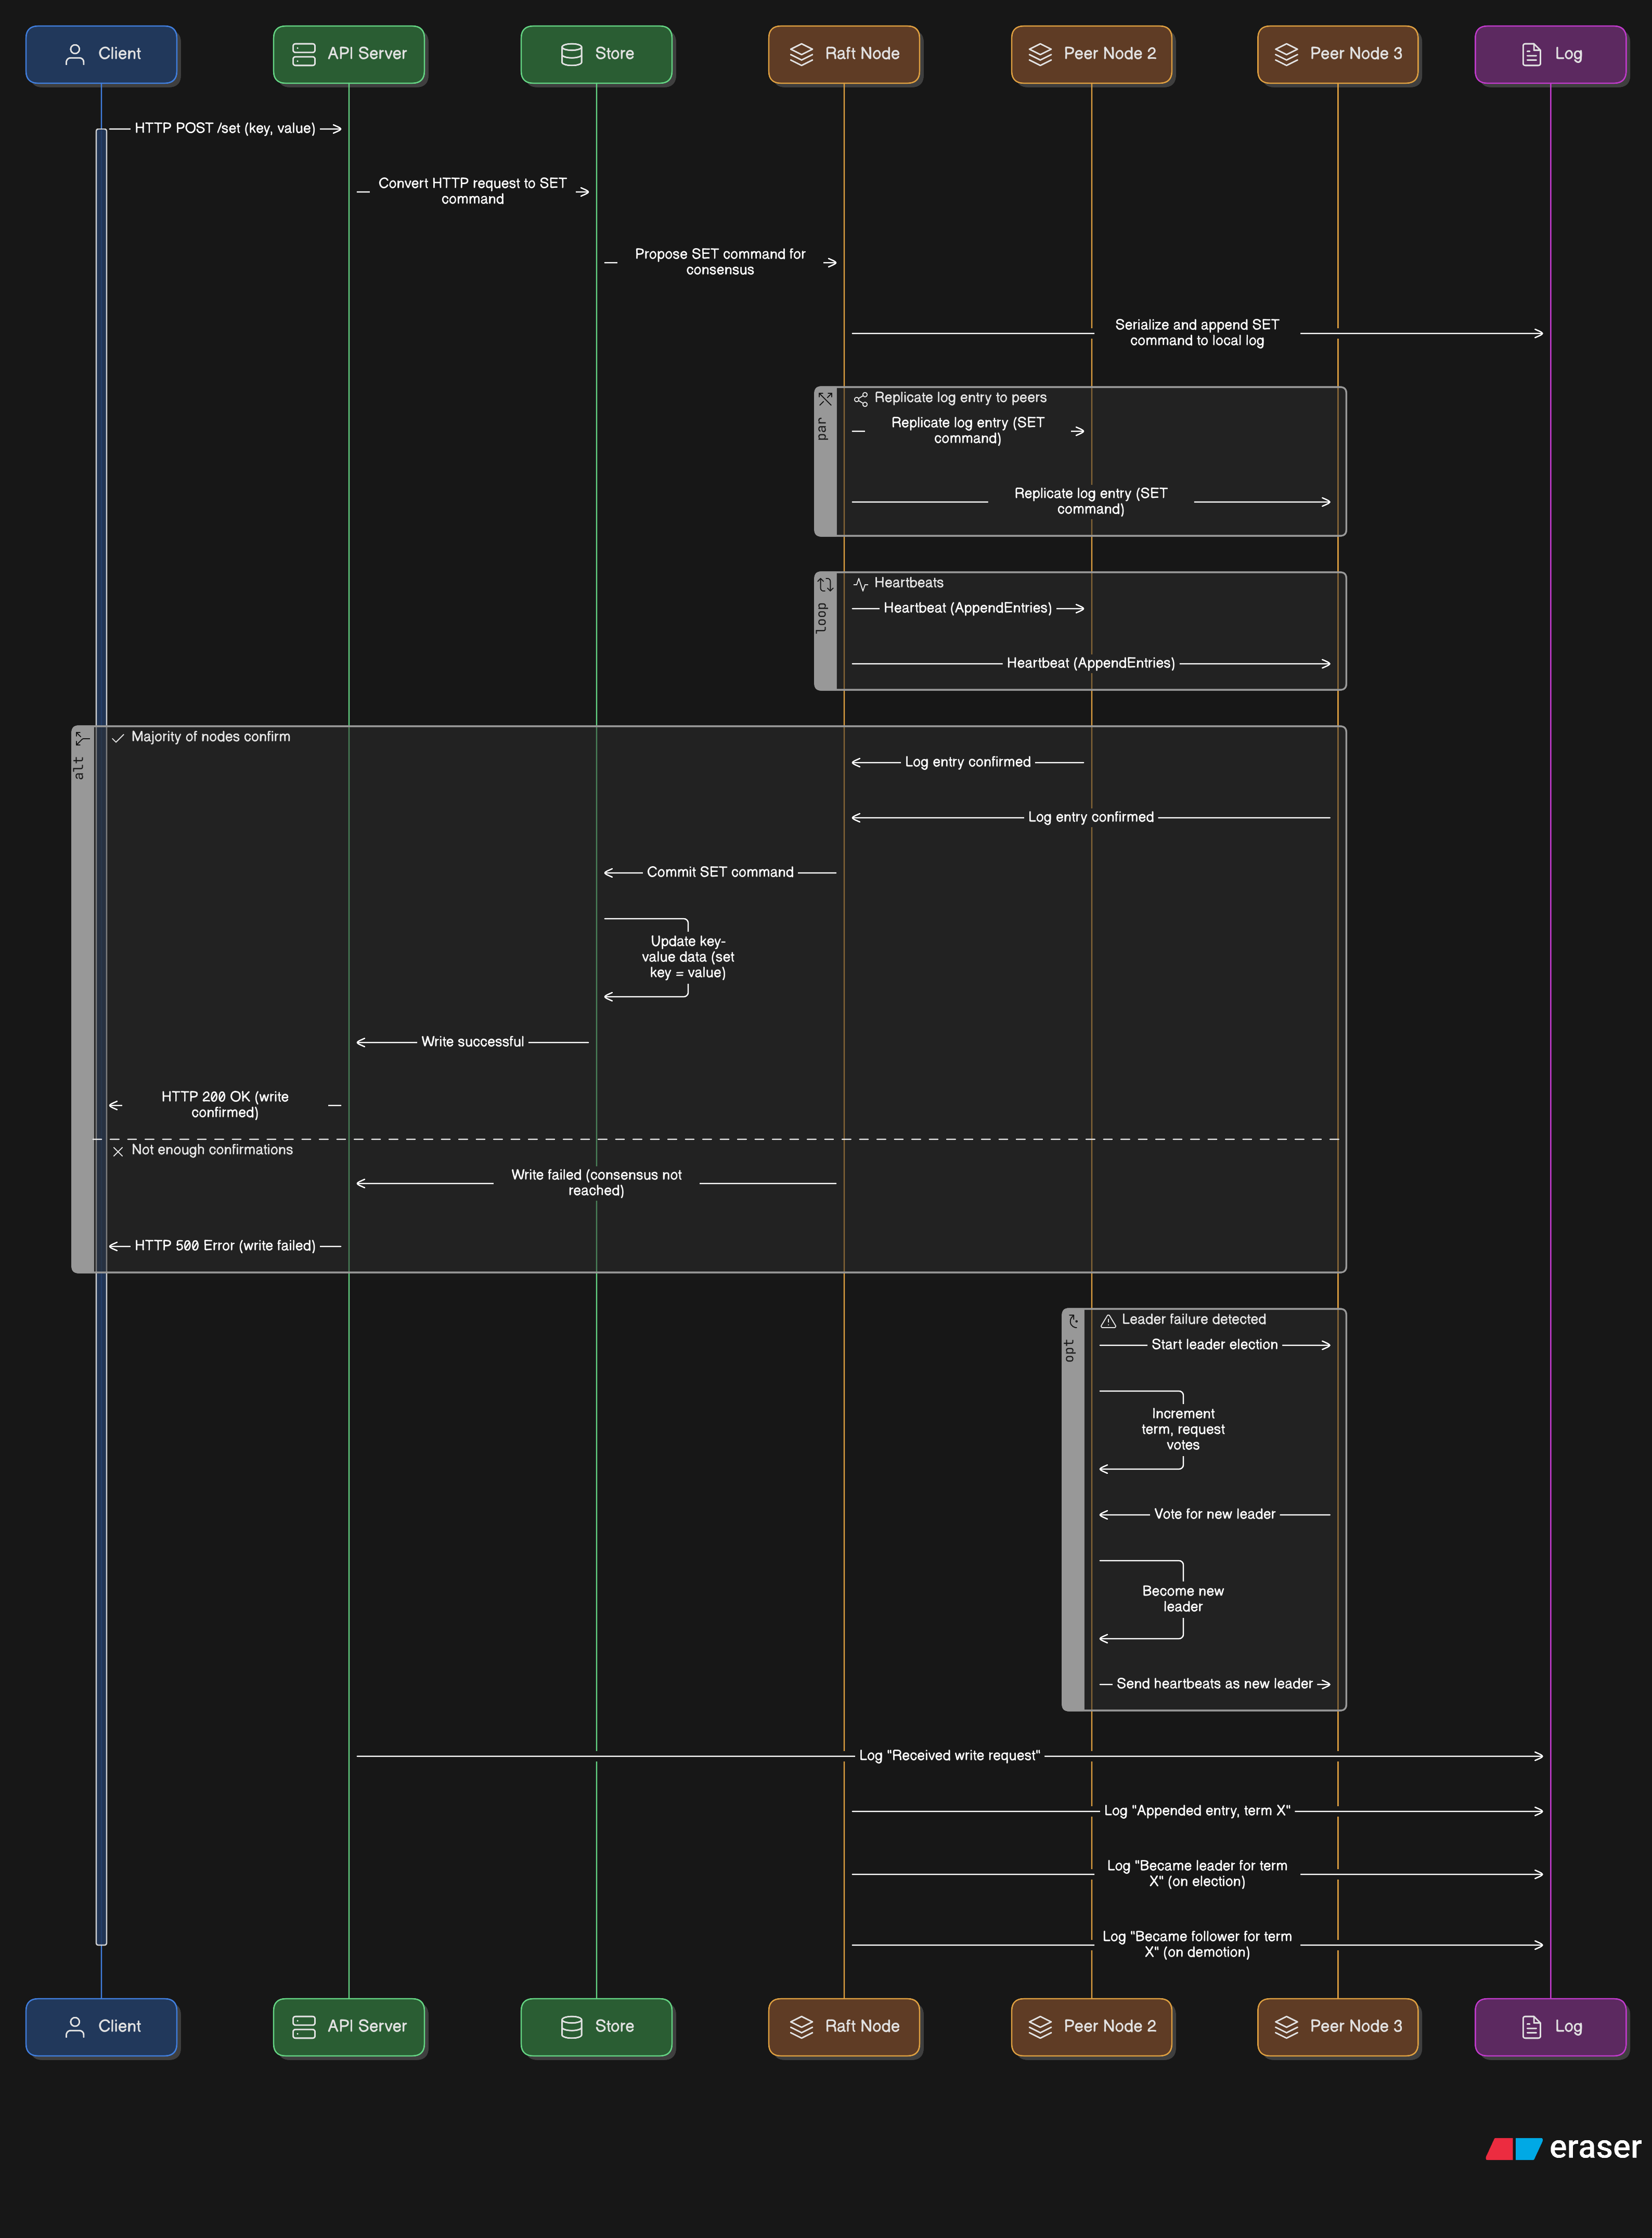 Client
API Server
Store
Raft Node
Peer Node 2
Peer Node 3
Log
HTTP POST /set (key, value)
Convert HTTP request to SET
command
Propose SET command for
consensus
Serialize and append SET
command to local log
par
Replicate log entry to peers
Replicate log entry (SET
command)
Replicate log entry (SET
command)
loop
Heartbeats
Heartbeat (AppendEntries)
Heartbeat (AppendEntries)
alt
Majority of nodes confirm
Log entry confirmed
Log entry confirmed
Commit SET command
Update key-
value data (set
key = value)
Write successful
HTTP 200 OK (write
confirmed)
Not enough confirmations
Write failed (consensus not
reached)
HTTP 500 Error (write failed)
opt
Leader failure detected
Start leader election
Increment
term, request
votes
Vote for new leader
Become new
leader
Send heartbeats as new leader
Log "Received write request"
Log "Appended entry, term X"
Log "Became leader for term
X" (on election)
Log "Became follower for term
X" (on demotion)
Client
API Server
Store
Raft Node
Peer Node 2
Peer Node 3
Log
eraser